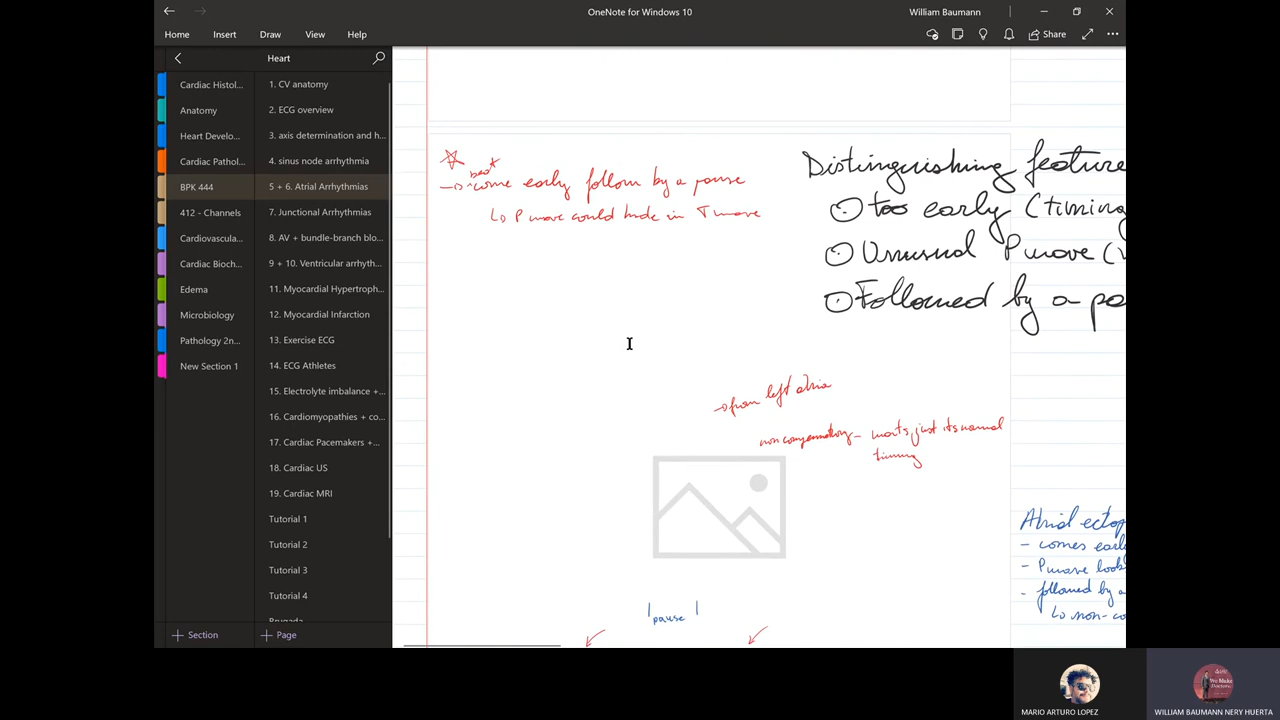 OneNote for Windows 10
William Baumann
Home
Insert
Draw
View
Help
Share
Heart
Cardiac Histol...
Anatomy
Heart Develo...
Cardiac Pathol...
BPK 444
412 - Channels
Cardiovascula...
Cardiac Bioch...
Edema
Microbiology
Pathology 2n...
New Section 1
1. CV anatomy
2. ECG overview
3. axis determination and h...
4. sinus node arrhythmia
5 + 6. Atrial Arrhythmias
7. Junctional Arrhythmias
8. AV + bundle-branch blo...
9 + 10. Ventricular arrhyth...
11. Myocardial Hypertroph...
12. Myocardial Infarction
13. Exercise ECG
14. ECG Athletes
15. Electrolyte imbalance +...
16. Cardiomyopathies + co...
17. Cardiac Pacemakers +...
18. Cardiac US
19. Cardiac MRI
Tutorial 1
Tutorial 2
Tutorial 3
Tutorial 4
Brugada
Section
Page
beat
come early follow by a pause
P wave could hide in T wave
Distinguishing feature
too early (timing
Unusual P wave (
Followed by a pa
from left atria
non compensatory - waits, just its normal
timing
pause
Atrial ectop
- comes earl
- P wave look
- followed by a
non-co
MARIO ARTURO LOPEZ
WILLIAM BAUMANN NERY HUERTA